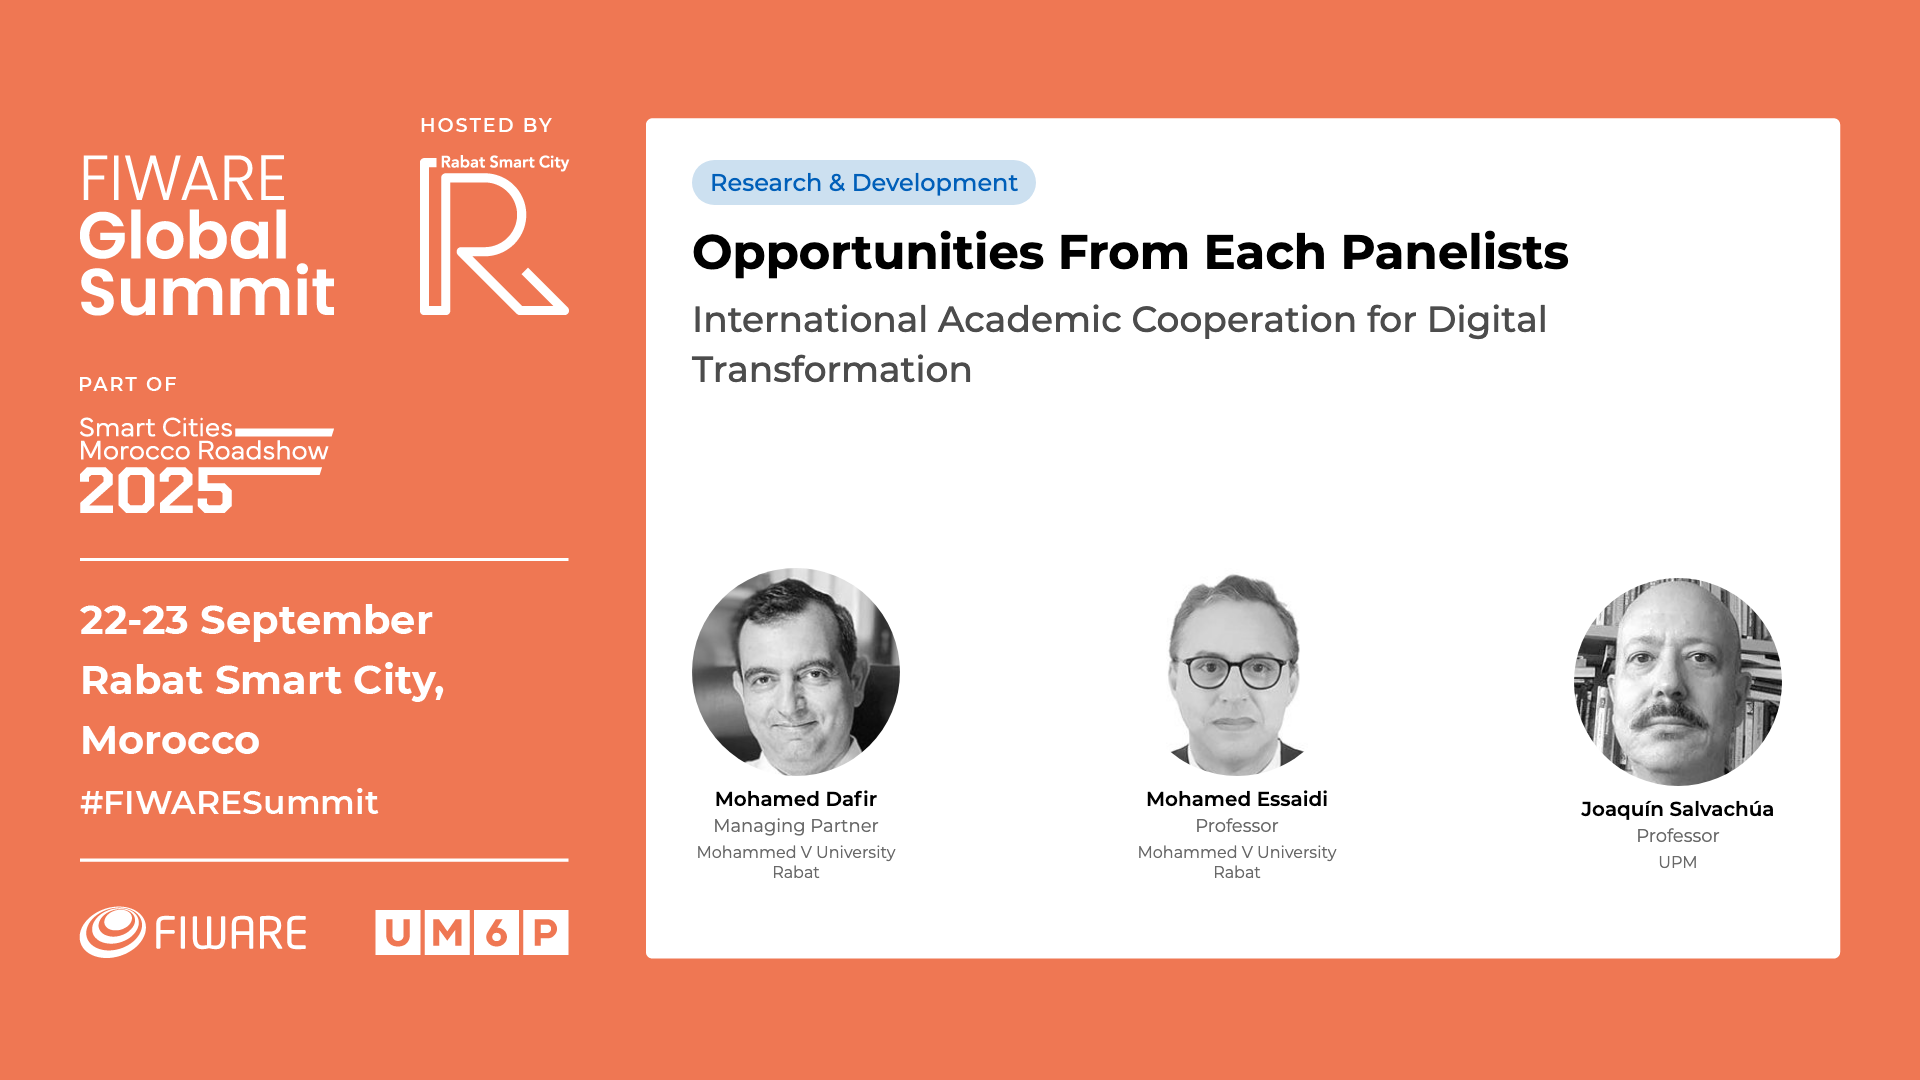 FIWARE
Global
Summit
HOSTED BY
Rabat Smart City
R
PART OF
Smart Cities
Morocco Roadshow
2025
22-23 September
Rabat Smart City,
Morocco
#FIWARESummit
FIWARE
UM6P
Research & Development
Opportunities From Each Panelists
International Academic Cooperation for Digital
Transformation
Mohamed Dafir
Managing Partner
Mohammed V University
Rabat
Mohamed Essaidi
Professor
Mohammed V University
Rabat
Joaquín Salvachúa
Professor
UPM